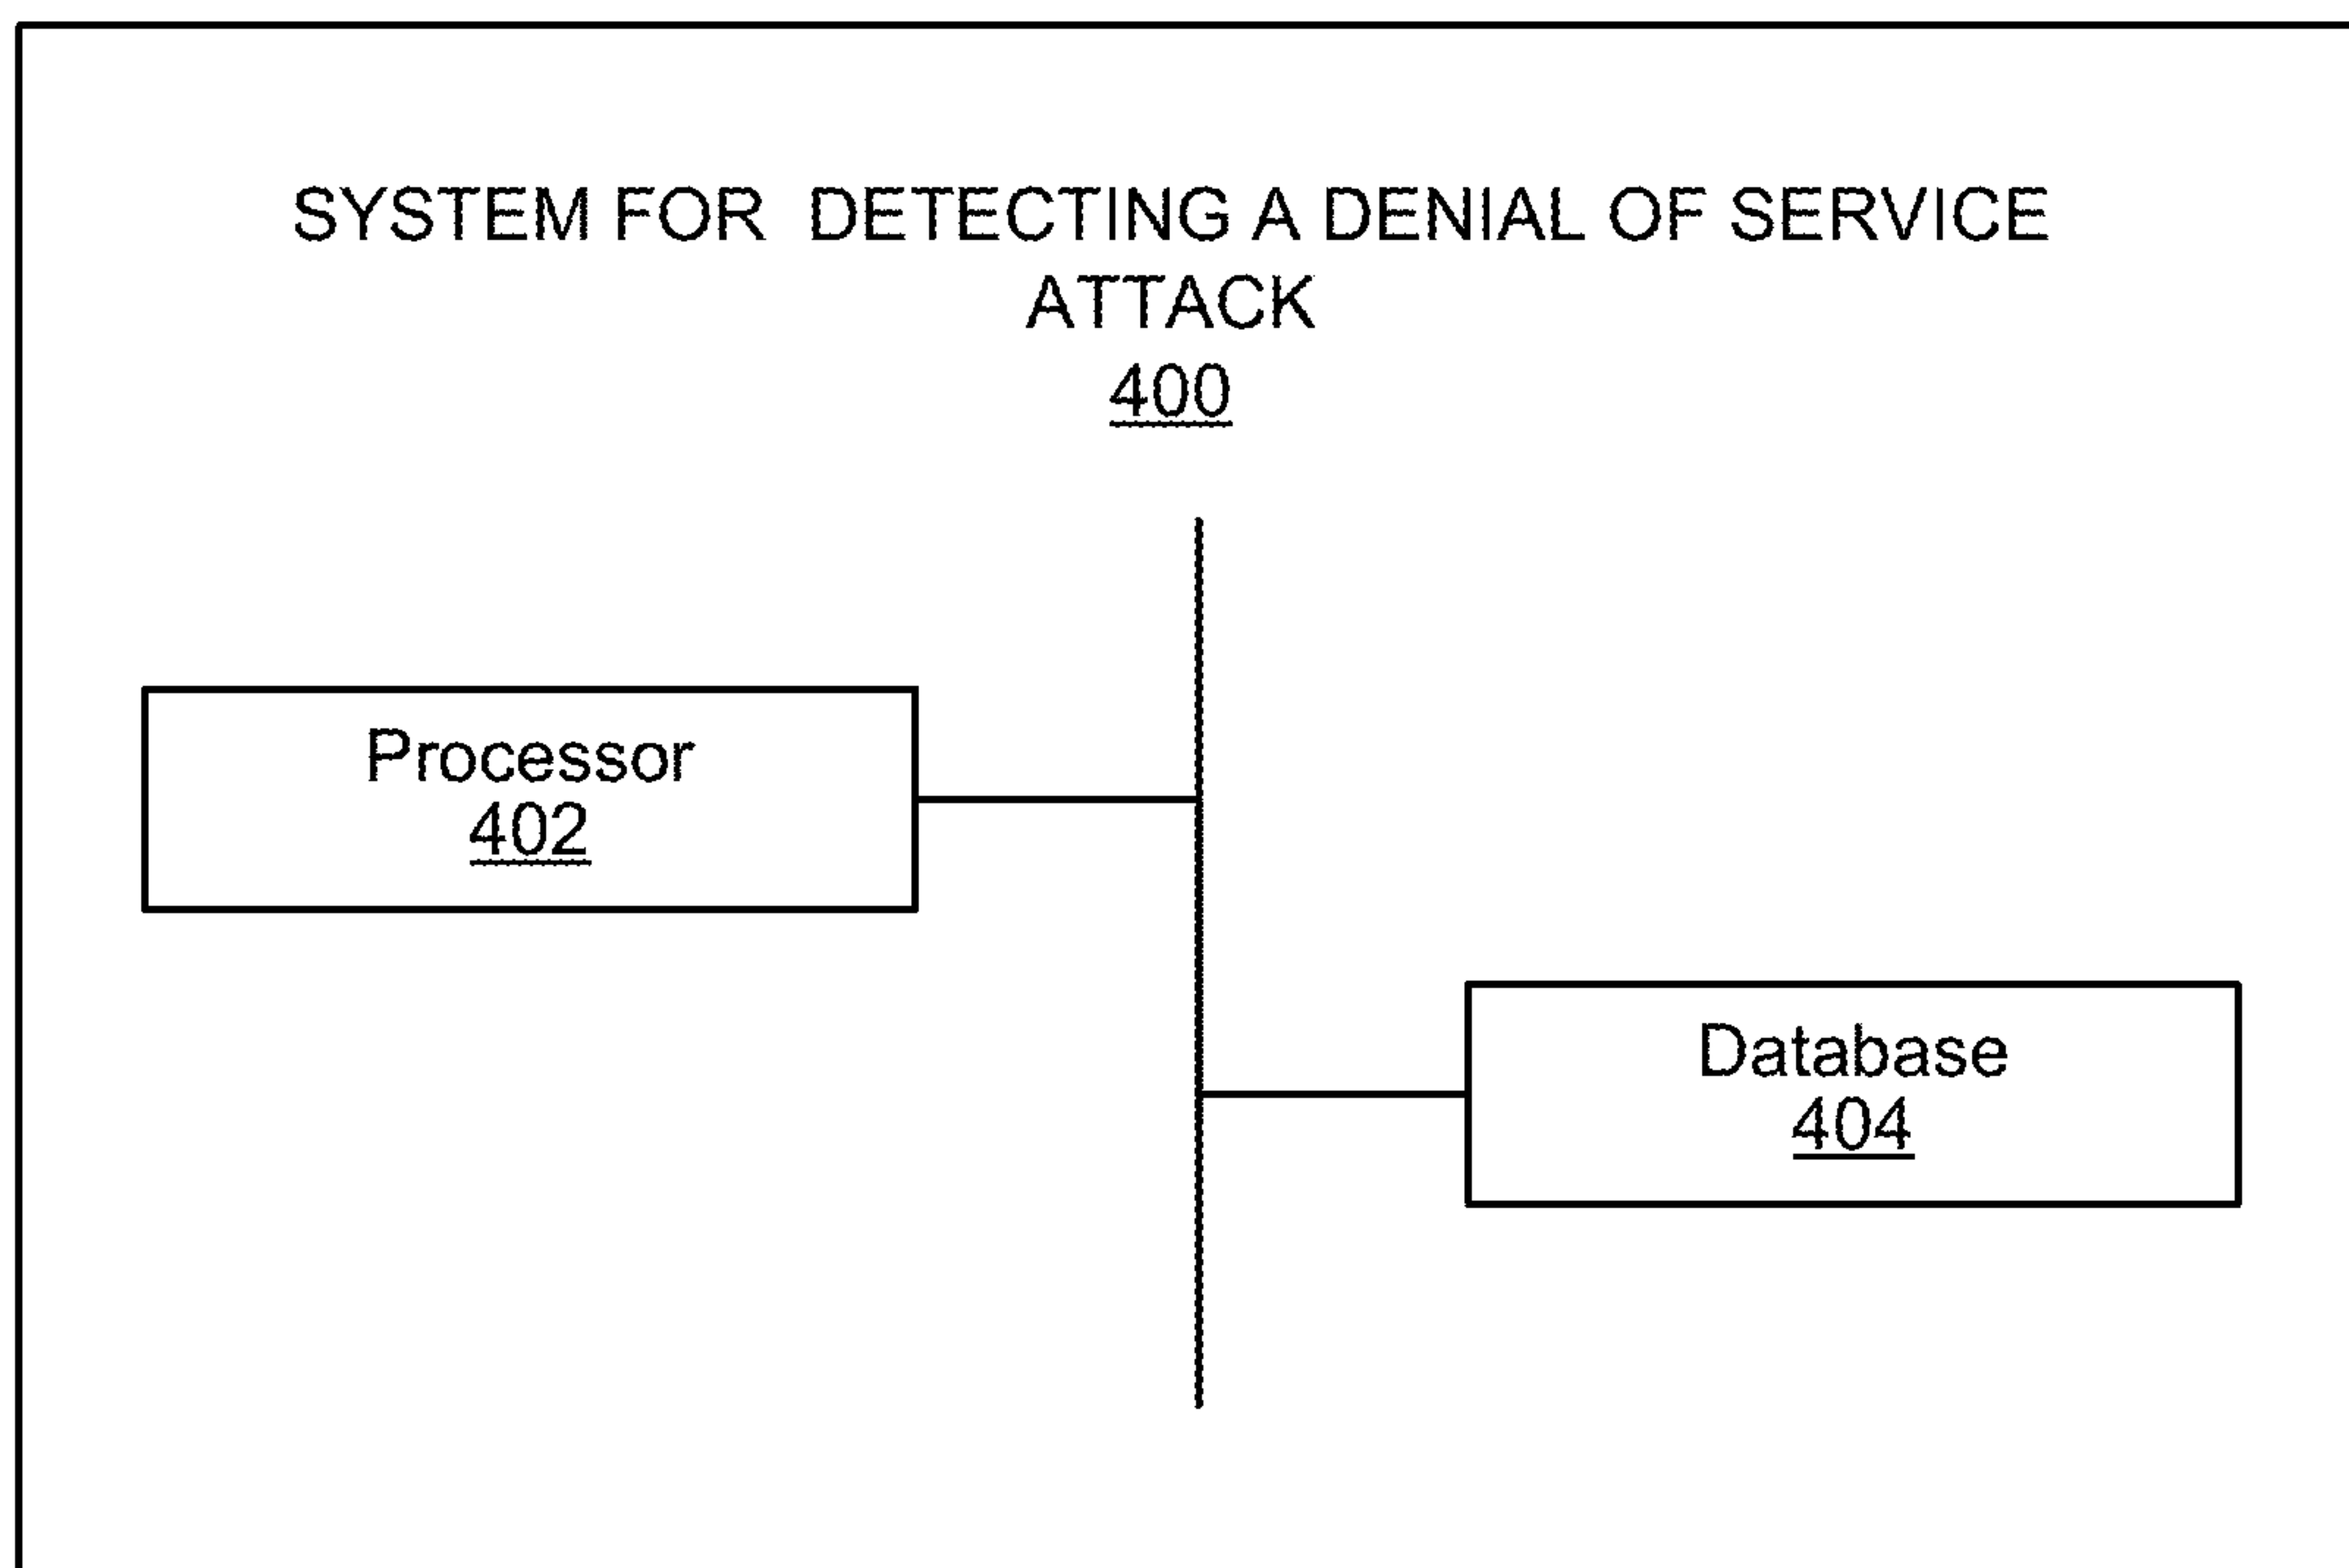 SYSTEM FOR DETECTING A DENIAL OF SERVICE
ATTACK
400
Processor
402
Database
404